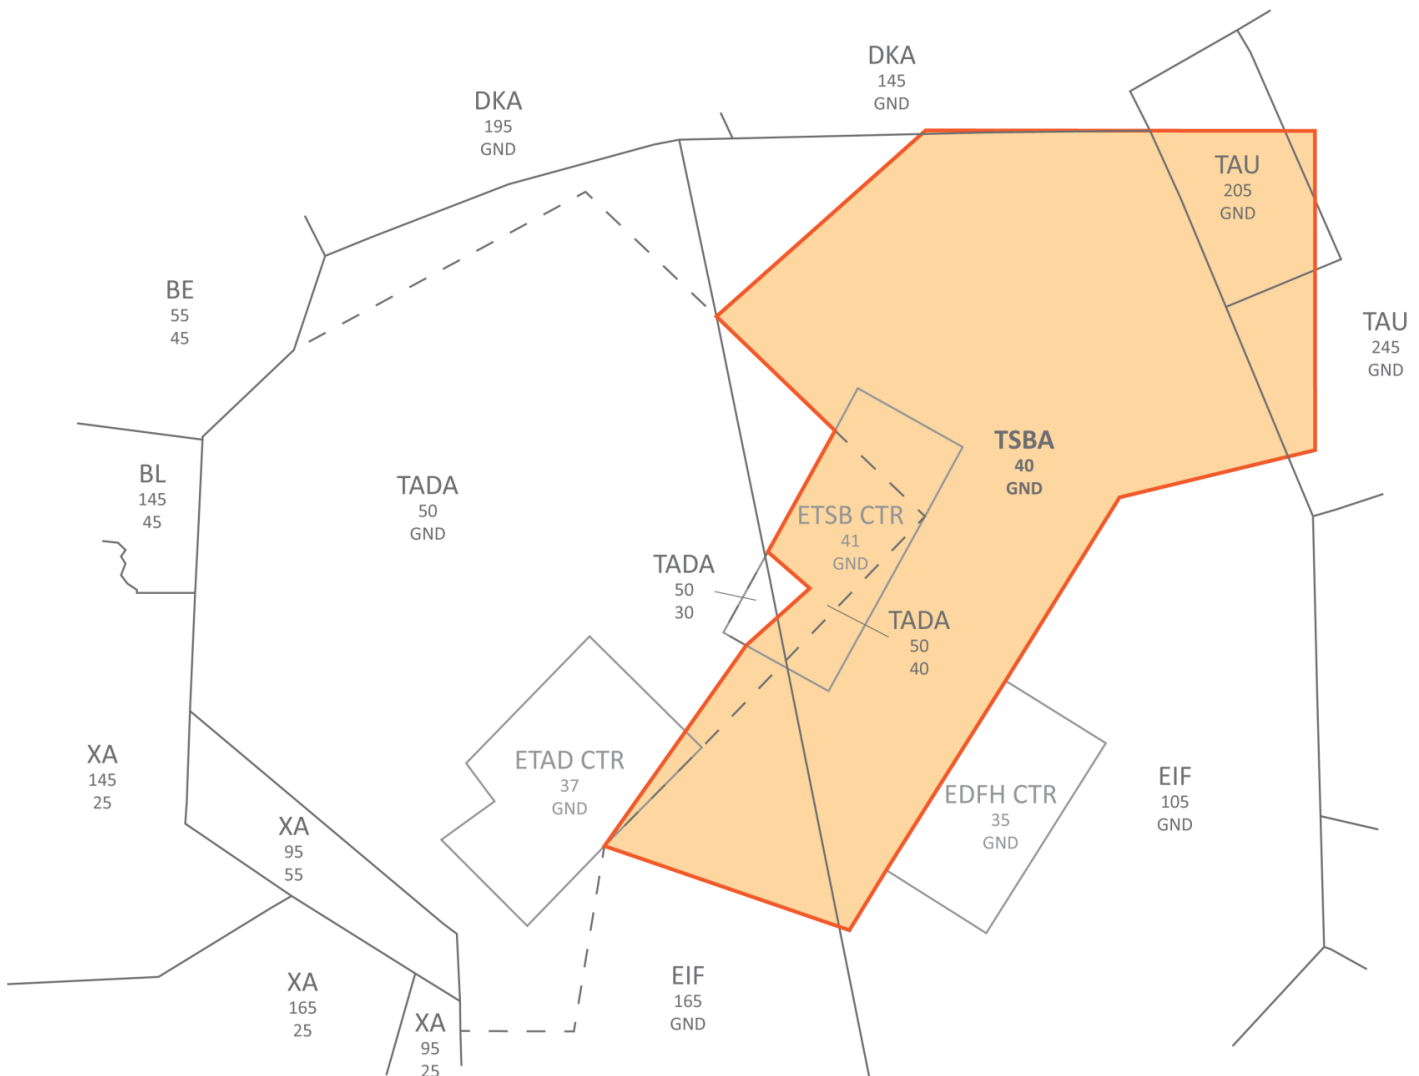 DKA
145
GND
DKA
195
GND
TAU
205
GND
BE
55
45
TAU
245
GND
TSBA
40
GND
BL
145
45
TADA
50
GND
ETSB CTR
41
GND
TADA
50
30
TADA
50
40
XA
145
25
ETAD CTR
37
GND
EDFH CTR
35
GND
EIF
105
GND
XA
95
55
XA
165
25
EIF
165
GND
XA
95
25